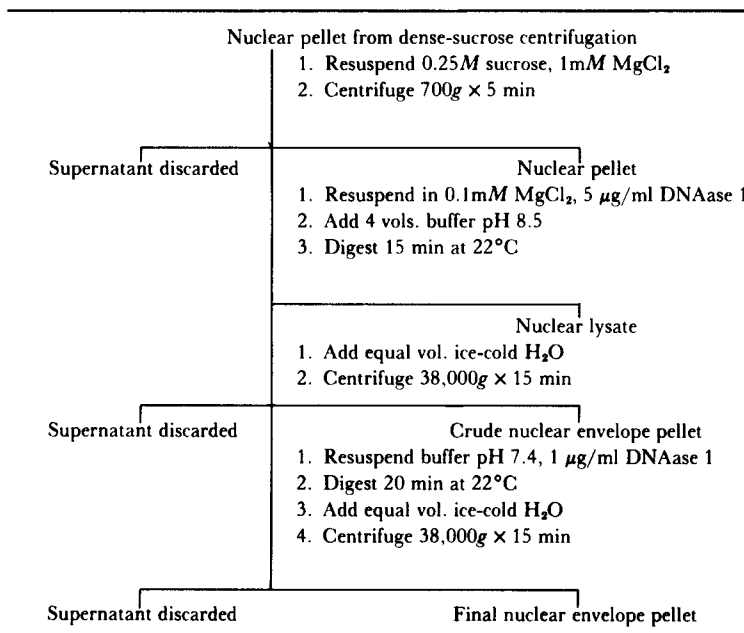 Nuclear pellet from dense-sucrose centrifugation
1. Resuspend 0.25M sucrose, 1mM MgCl₂
2. Centrifuge 700g × 5 min
Supernatant discarded
Nuclear pellet
1. Resuspend in 0.1mM MgCl₂, 5 μg/ml DNAase 1
2. Add 4 vols. buffer pH 8.5
3. Digest 15 min at 22°C
Nuclear lysate
1. Add equal vol. ice-cold H₂O
2. Centrifuge 38,000g × 15 min
Supernatant discarded
Crude nuclear envelope pellet
1. Resuspend buffer pH 7.4, 1 μg/ml DNAase 1
2. Digest 20 min at 22°C
3. Add equal vol. ice-cold H₂O
4. Centrifuge 38,000g × 15 min
Supernatant discarded
Final nuclear envelope pellet